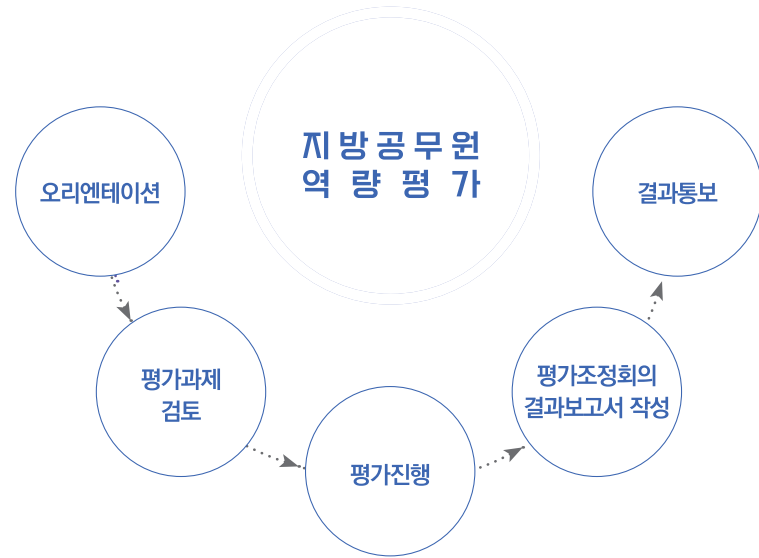 지방공무원
역량평가
오리엔테이션
평가과제
검토
평가진행
평가조정회의
결과보고서 작성
결과통보